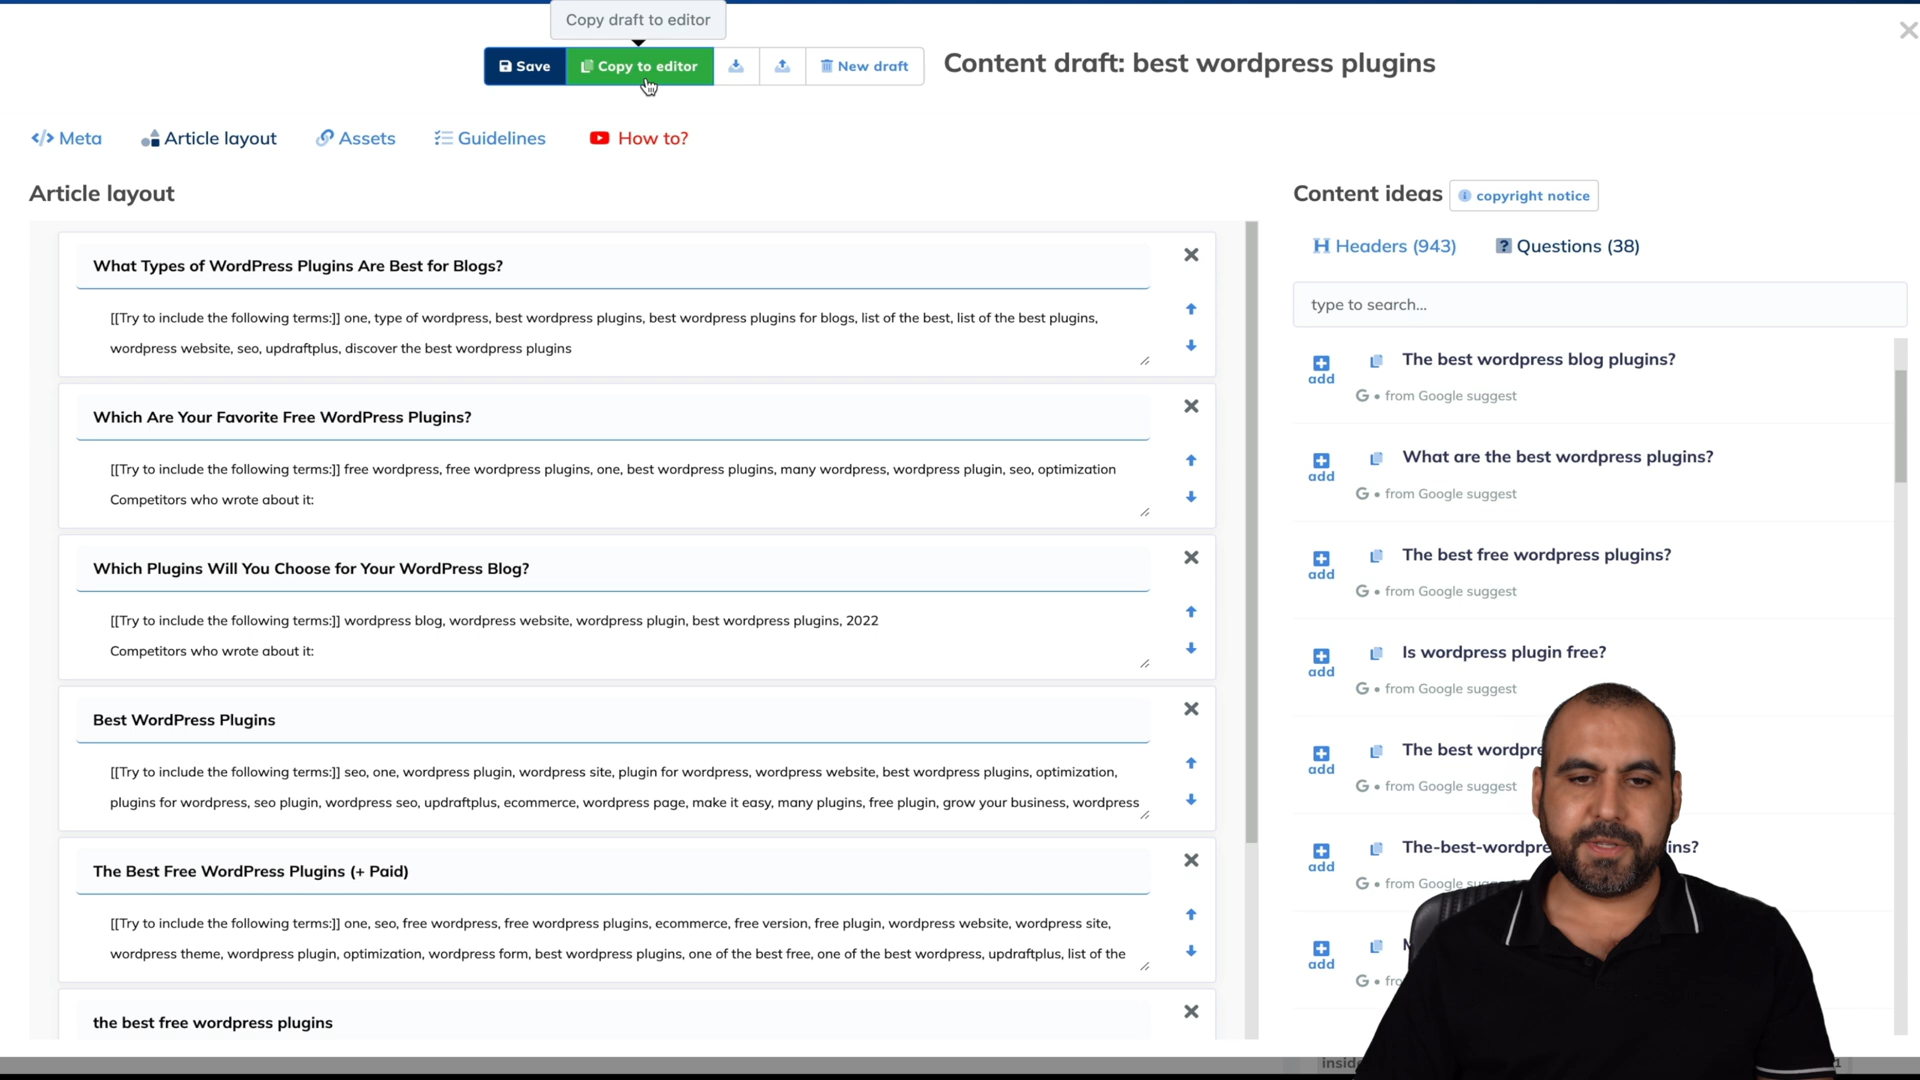 Copy draft to editor
Save
Copy to editor
New draft
Content draft: best wordpress plugins
Meta
Article layout
Assets
Guidelines
How to?
Article layout
What Types of WordPress Plugins Are Best for Blogs?
[[Try to include the following terms:]] one, type of wordpress, best wordpress plugins, best wordpress plugins for blogs, list of the best, list of the best plugins,
wordpress website, seo, updraftplus, discover the best wordpress plugins
Which Are Your Favorite Free WordPress Plugins?
[[Try to include the following terms:]] free wordpress, free wordpress plugins, one, best wordpress plugins, many wordpress, wordpress plugin, seo, optimization
Competitors who wrote about it:
Which Plugins Will You Choose for Your WordPress Blog?
[[Try to include the following terms:]] wordpress blog, wordpress website, wordpress plugin, best wordpress plugins, 2022
Competitors who wrote about it:
Best WordPress Plugins
[[Try to include the following terms:]] seo, one, wordpress plugin, wordpress site, plugin for wordpress, wordpress website, best wordpress plugins, optimization,
plugins for wordpress, seo plugin, wordpress seo, updraftplus, ecommerce, wordpress page, make it easy, many plugins, free plugin, grow your business, wordpress
The Best Free WordPress Plugins (+ Paid)
[[Try to include the following terms:]] one, seo, free wordpress, free wordpress plugins, ecommerce, free version, free plugin, wordpress website, wordpress site,
wordpress theme, wordpress plugin, optimization, wordpress form, best wordpress plugins, one of the best free, one of the best wordpress, updraftplus, list of the
the best free wordpress plugins
Content ideas
copyright notice
Headers (943)
Questions (38)
type to search...
add
The best wordpress blog plugins?
G • from Google suggest
add
What are the best wordpress plugins?
G • from Google suggest
add
The best free wordpress plugins?
G • from Google suggest
add
Is wordpress plugin free?
G • from Google suggest
add
The best
G • from Google suggest
add
G • from Google
add
G •